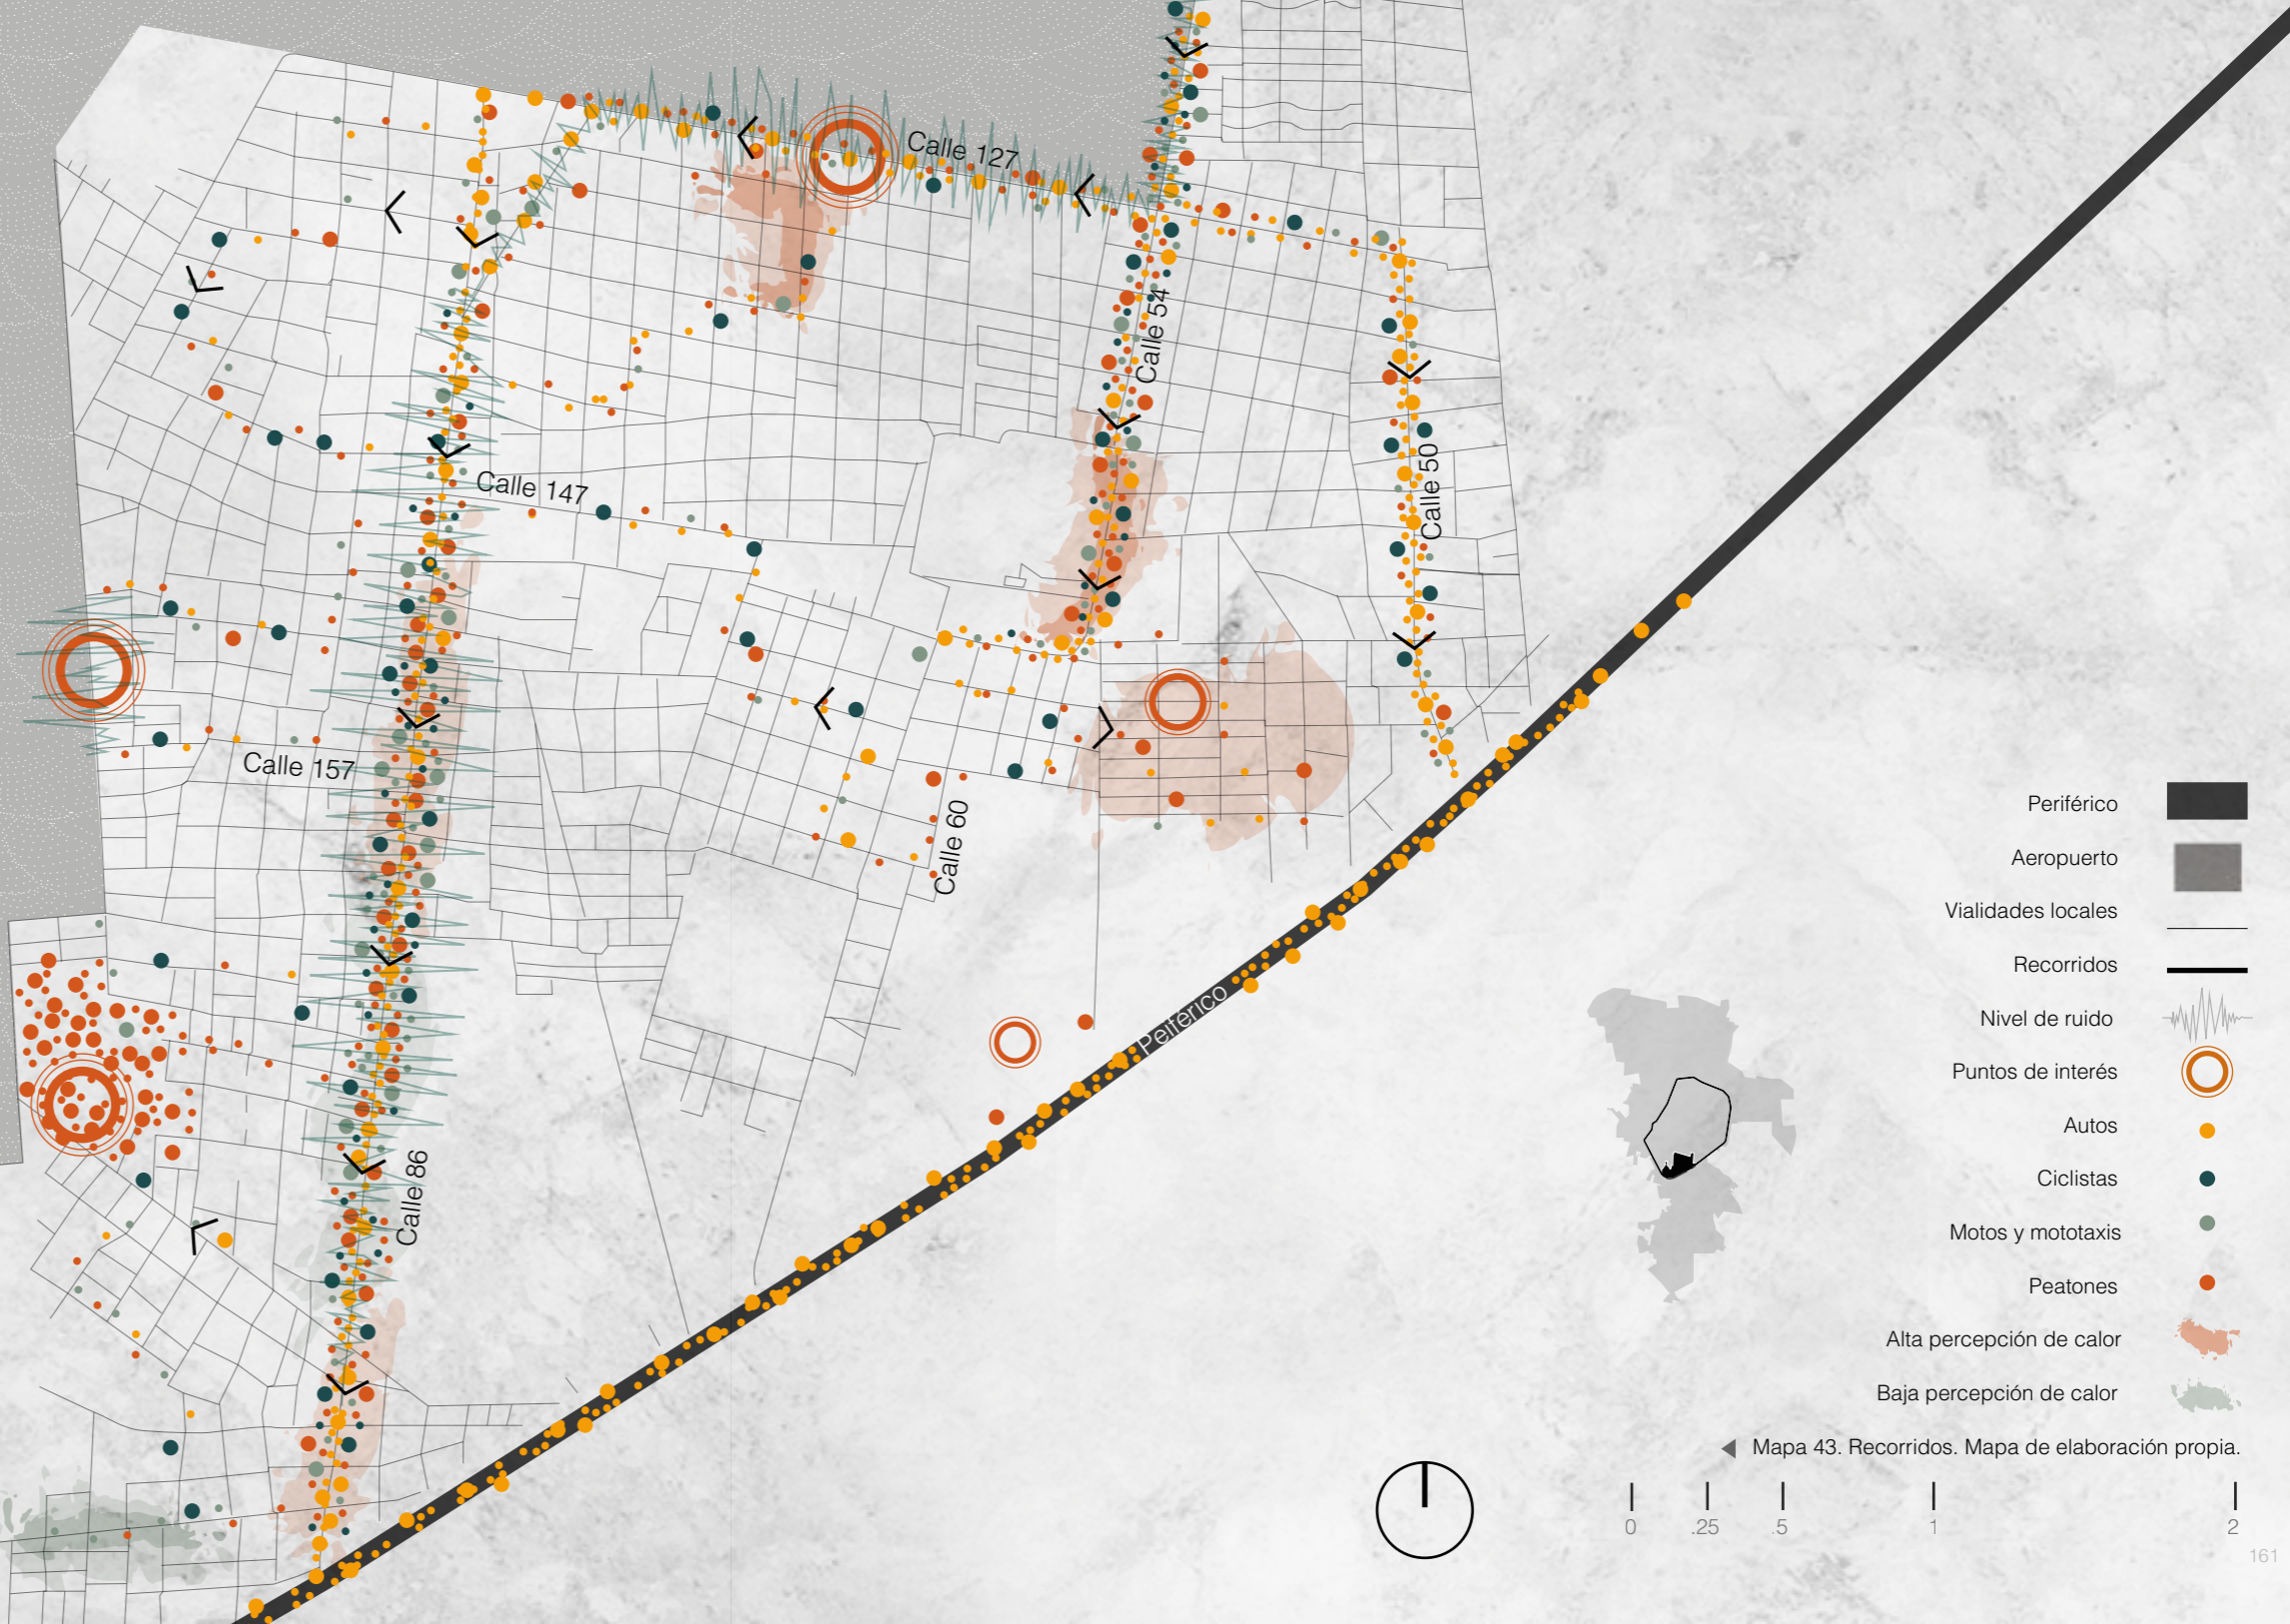 Calle 127
Calle 54
Calle 50
Calle 147
Calle 157
Calle 60
Calle 86
Periférico
Periférico
Aeropuerto
Vialidades locales
Recorridos
Nivel de ruido
Puntos de interés
Autos
Ciclistas
Motos y mototaxis
Peatones
Alta percepción de calor
Baja percepción de calor
Mapa 43. Recorridos. Mapa de elaboración propia.
0 .25 .5 1 2
161